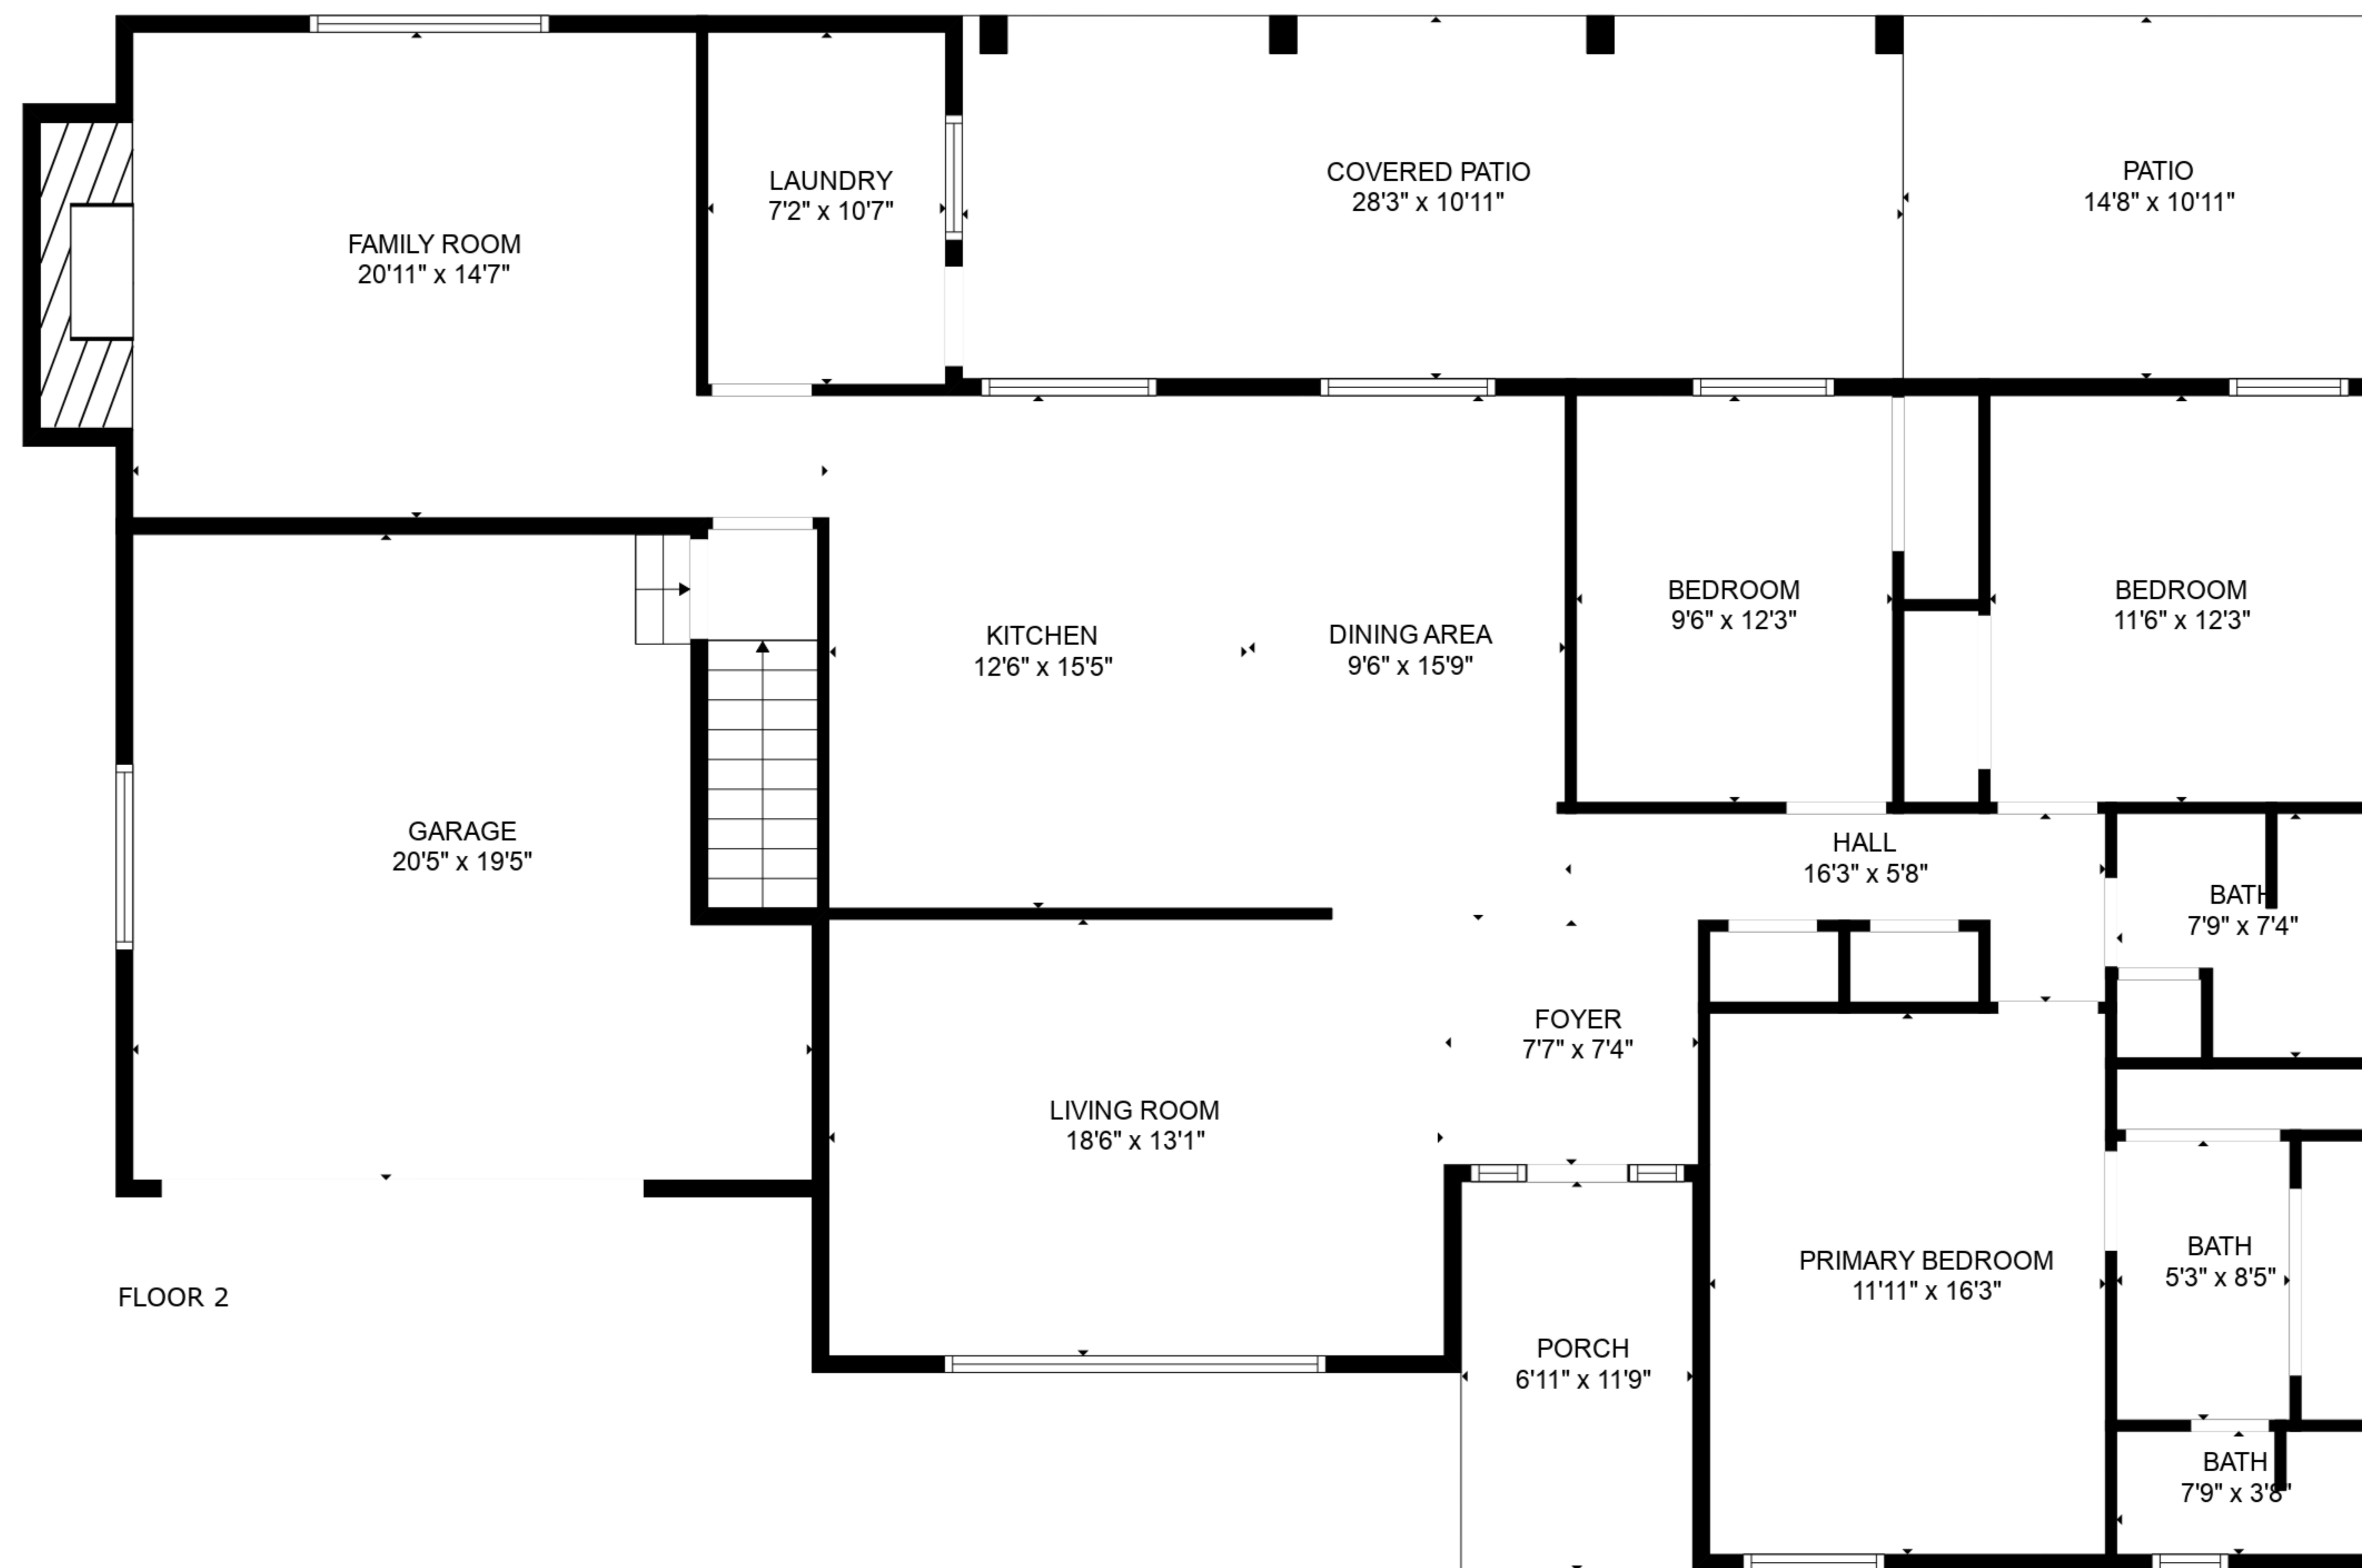 COVERED PATIO
28'3" x 10'11"
PATIO
14'8" x 10'11"
LAUNDRY
7'2" x 10'7"
FAMILY ROOM
20'11" x 14'7"
BEDROOM
9'6" x 12'3"
BEDROOM
11'6" x 12'3"
KITCHEN
12'6" x 15'5"
DINING AREA
9'6" x 15'9"
GARAGE
20'5" x 19'5"
HALL
16'3" x 5'8"
BATH
7'9" x 7'4"
FOYER
7'7" x 7'4"
LIVING ROOM
18'6" x 13'1"
PRIMARY BEDROOM
11'11" x 16'3"
BATH
5'3" x 8'5"
FLOOR 2
PORCH
6'11" x 11'9"
BATH
7'9" x 3'8"